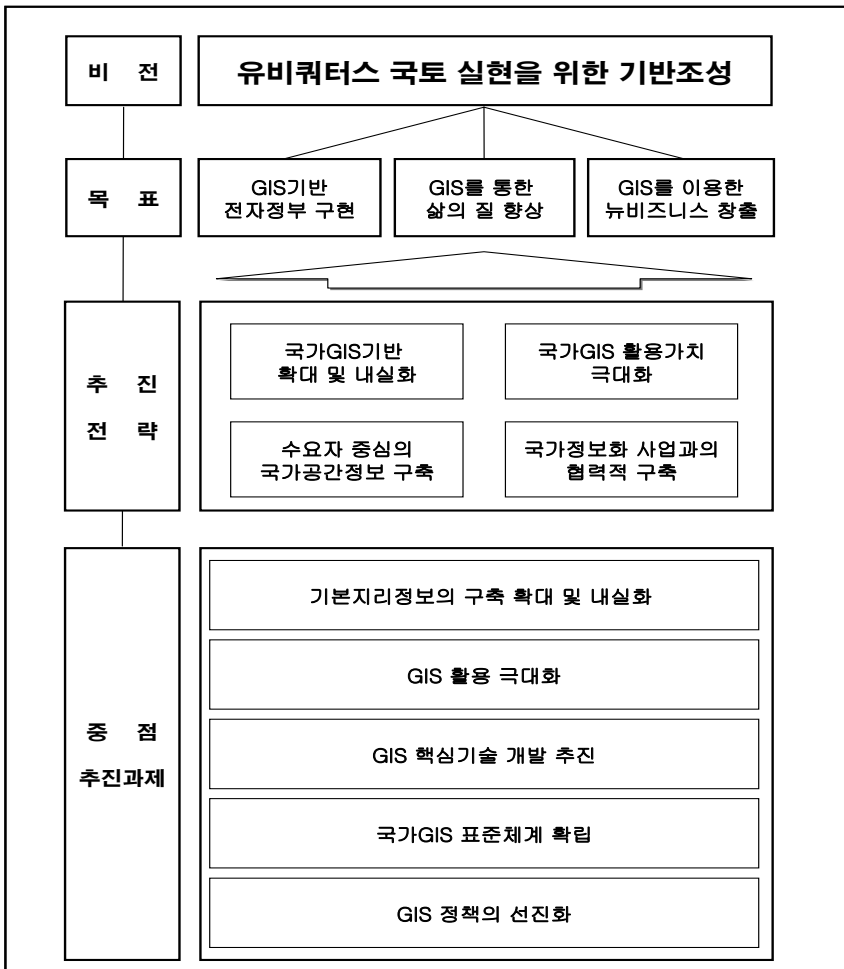 비 전
유비쿼터스 국토 실현을 위한 기반조성
목 표
GIS기반
전자정부 구현
GIS를 통한
삶의 질 향상
GIS를 이용한
뉴비즈니스 창출
추 진
전 략
국가GIS기반
확대 및 내실화
국가GIS 활용가치
극대화
수요자 중심의
국가공간정보 구축
국가정보화 사업과의
협력적 구축
중 점
추진과제
기본지리정보의 구축 확대 및 내실화
GIS 활용 극대화
GIS 핵심기술 개발 추진
국가GIS 표준체계 확립
GIS 정책의 선진화